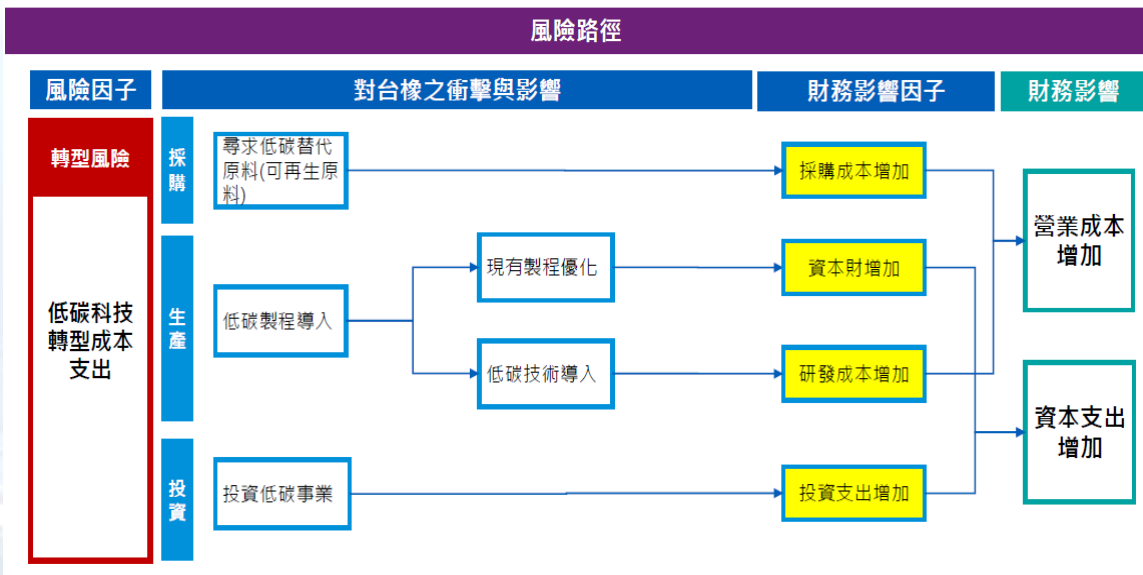 風險路徑
風險因子
對台橡之衝擊與影響
財務影響因子
財務影響
轉型風險
低碳科技
轉型成本
支出
採
購
尋求低碳替代
原料(可再生原
料)
採購成本增加
生
產
低碳製程導入
現有製程優化
資本財增加
低碳技術導入
研發成本增加
投
資
投資低碳事業
投資支出增加
營業成本
增加
資本支出
增加